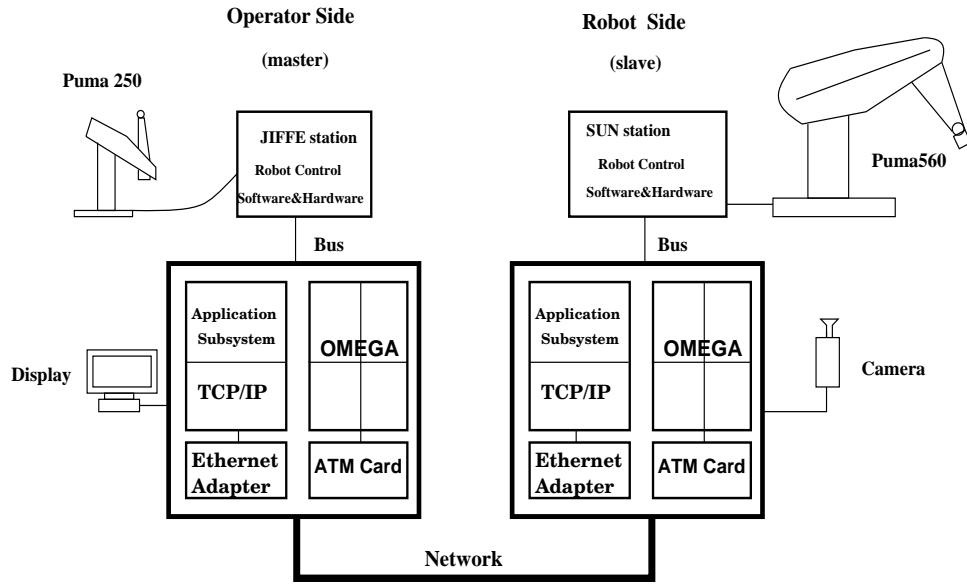 Operator Side
(master)
Robot Side
(slave)
Puma 250
JIFFE station
Robot Control
Software&Hardware
SUN station
Robot Control
Software&Hardware
Puma560
Bus
Bus
Application
Subsystem
TCP/IP
OMEGA
Ethernet
Adapter
ATM Card
Display
Application
Subsystem
TCP/IP
OMEGA
Ethernet
Adapter
ATM Card
Camera
Network